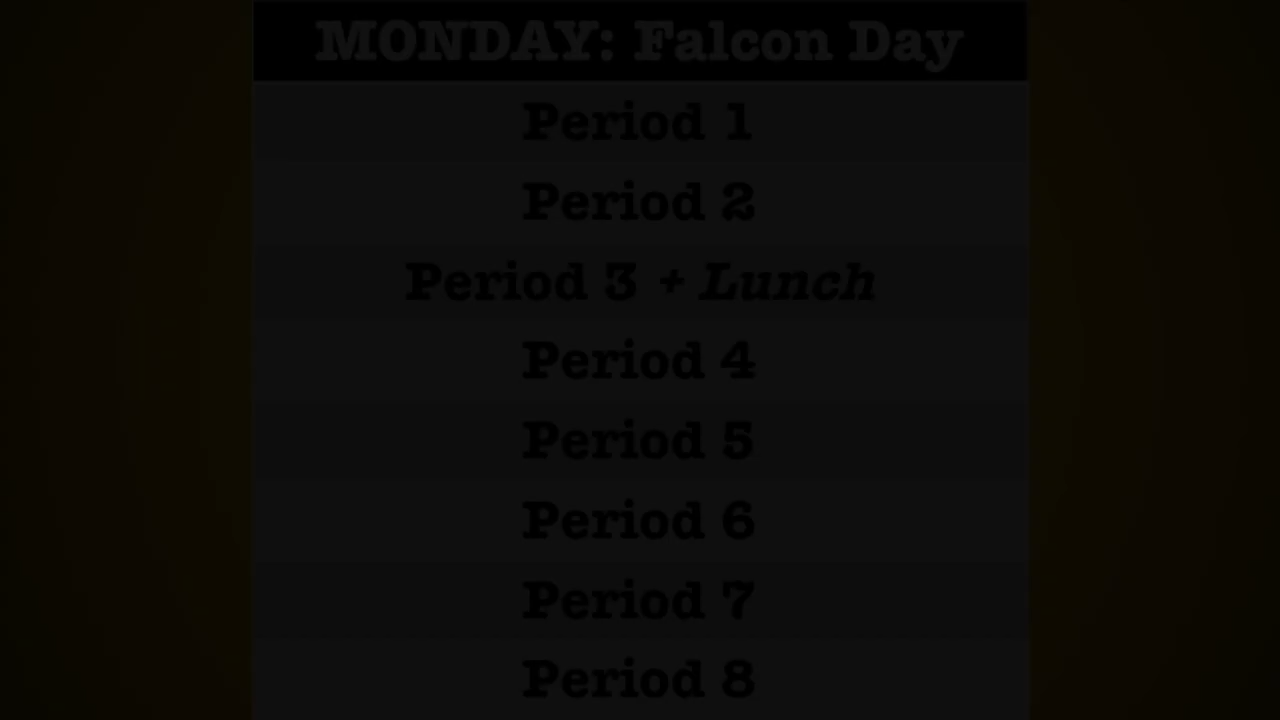 MONDAY: Falcon Day
Period 1
Period 2
Period 3 + Lunch
Period 4
Period 5
Period 6
Period 7
Period 8